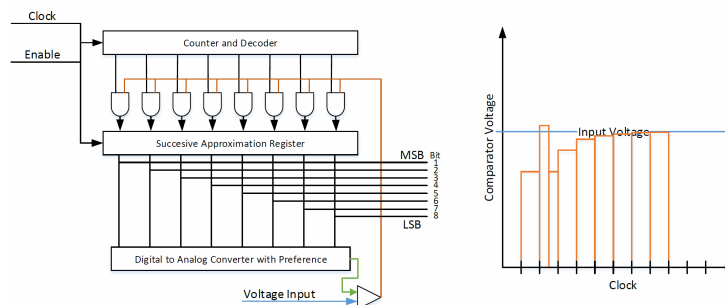 Clock
Enable
Counter and Decoder
Succesive Approximation Register
MSB
Bit
1
2
3
4
5
6
7
8
LSB
Digital to Analog Converter with Preference
Voltage Input
Comparator Voltage
Input Voltage
Clock